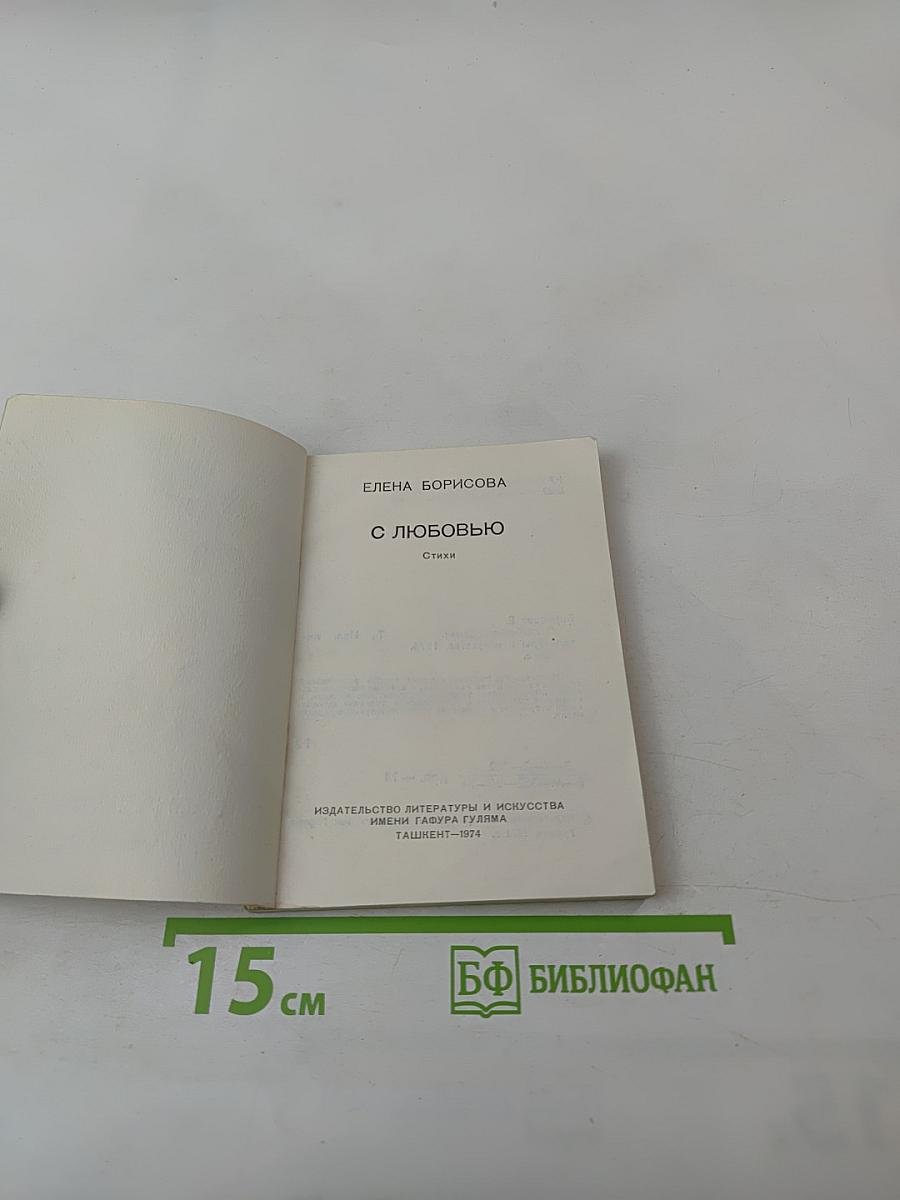 ЕЛЕНА БОРИСОВА
С ЛЮБОВЬЮ
Стихи
ИЗДАТЕЛЬСТВО ЛИТЕРАТУРЫ И ИСКУССТВА
ИМЕНИ ГАФУРА ГУЛЯМА
ТАШКЕНТ—1974
15 см
БФ БИБЛИОФАН